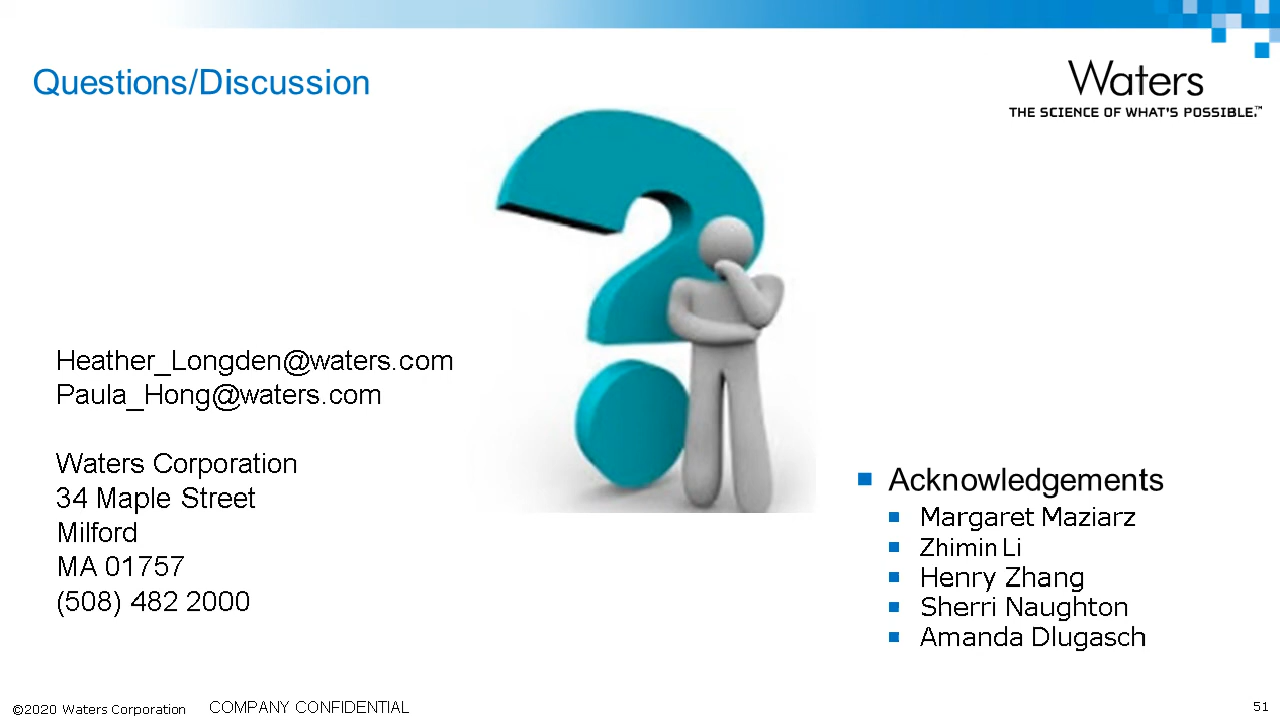 Questions/Discussion
Waters
THE SCIENCE OF WHAT'S POSSIBLE.™
Heather_Longden@waters.com
Paula_Hong@waters.com
Waters Corporation
34 Maple Street
Milford
MA 01757
(508) 482 2000
Acknowledgements
Margaret Maziarz
Zhimin Li
Henry Zhang
Sherri Naughton
Amanda Dlugasch
©2020 Waters Corporation COMPANY CONFIDENTIAL 51